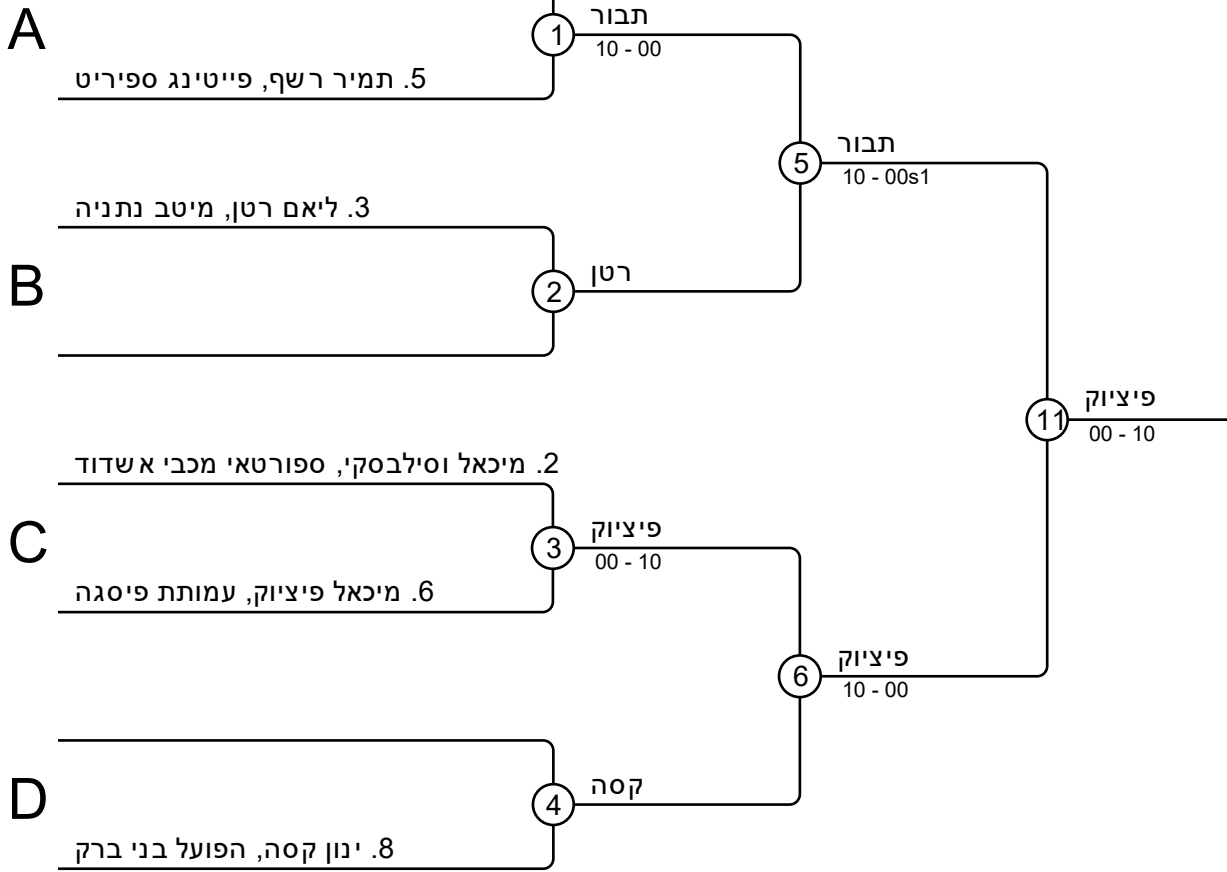 A
1
תבור
10 - 00
5. תמיר רשף, פייטינג ספיריט
5
תבור
10 - 00s1
3. ליאם רטן, מיטב נתניה
B
2
רטן
11
פיציוק
00 - 10
2. מיכאל וסילבסקי, ספורטאי מכבי אשדוד
C
3
פיציוק
00 - 10
6. מיכאל פיציוק, עמותת פיסגה
6
פיציוק
10 - 00
D
4
קסה
8. ינון קסה, הפועל בני ברק